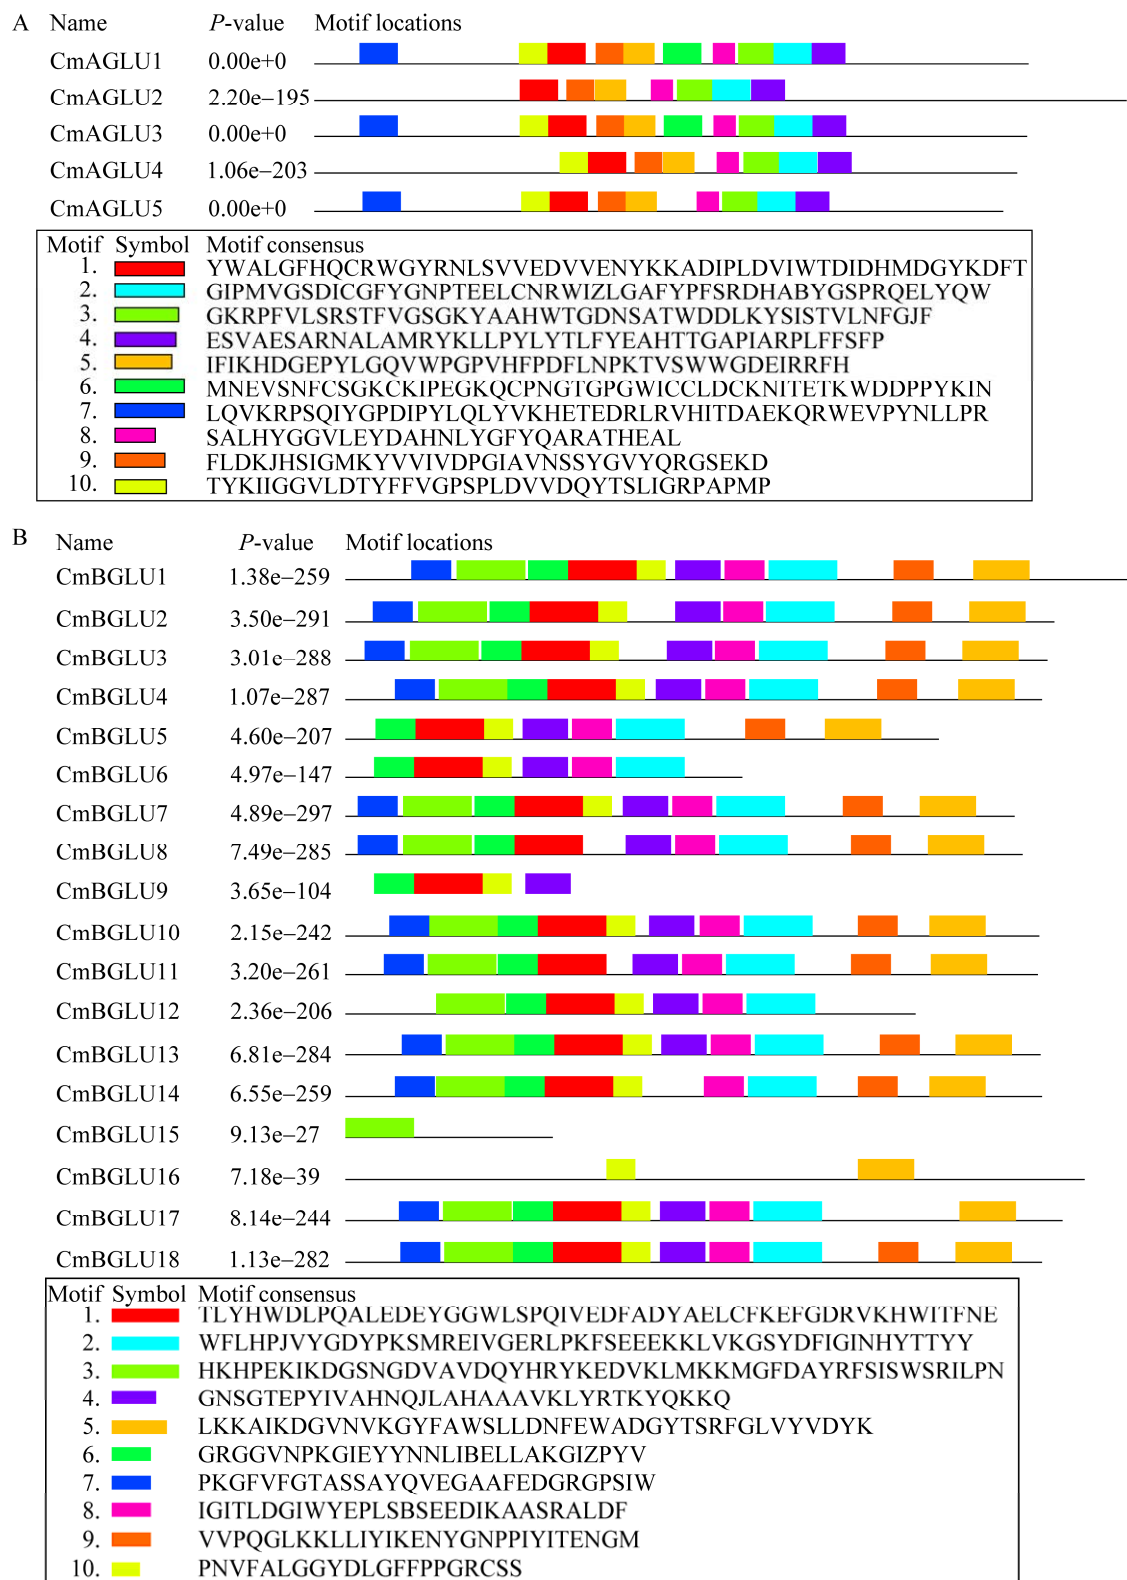 A Name P-value Motif locations
CmAGLU1 0.00e+0
CmAGLU2 2.20e−195
CmAGLU3 0.00e+0
CmAGLU4 1.06e−203
CmAGLU5 0.00e+0
Motif Symbol Motif consensus
1. YWALGFHQCRWGYRNLSVVEDVVENYKKADIPLDVIWTDIDHMDGYKDFT
2. GIPMVGSDICGFYGNPTEELCNRWIZLGAFYPFSRDHABYGSPRQELYQW
3. GKRPFVLSRSTFVGSGKYAAHWTGDNSATWDDLKYSISTVLNFGJF
4. ESVAESARNALAMRYKLLPYLYTLFYEAHTTGAPIARPLFFSFP
5. IFIKHDGEPYLGQVWPGPVHFPDFLNPKTVSWWGDEIRRFH
6. MNEVSNFCSGKCKIPEGKQCPNGTGPGWICCLDCKNITETKWDDPPYKIN
7. LQVKRPSQIYGPDIPYLQLYVKHETEDRLRVHITDAEKQRWEVPYNLLPR
8. SALHYGGVLEYDAHNLYGFYQARATHEAL
9. FLDKJHSIGMKYVVIVDPGIAVNSSYGVYQRGSEKD
10. TYKIIGGVLDTYFFVGPSPLDVVDQYTSLIGRPAPMP
B Name P-value Motif locations
CmBGLU1 1.38e−259
CmBGLU2 3.50e−291
CmBGLU3 3.01e−288
CmBGLU4 1.07e−287
CmBGLU5 4.60e−207
CmBGLU6 4.97e−147
CmBGLU7 4.89e−297
CmBGLU8 7.49e−285
CmBGLU9 3.65e−104
CmBGLU10 2.15e−242
CmBGLU11 3.20e−261
CmBGLU12 2.36e−206
CmBGLU13 6.81e−284
CmBGLU14 6.55e−259
CmBGLU15 9.13e−27
CmBGLU16 7.18e−39
CmBGLU17 8.14e−244
CmBGLU18 1.13e−282
Motif Symbol Motif consensus
1. TLYHWDLPQALEDEYGGWLSPQIVEDFADYAELCFKEFGDRVKHWITFNE
2. WFLHPJVYGDYPKSMREIVGERLPKFSEEEKKLVKGSYDFIGINHYTTYY
3. HKHPEKIKDGSNGDVAVDQYHRYKEDVKLMKKMGFDAYRFSISWSRILPN
4. GNSGTEPYIVAHNQJLAHAAAVKLYRTKYQKKQ
5. LKKAIKDGVNVKGYFAWSLLDNFEWADGYTSRFGLVYVDYK
6. GRGGVNPKGIEYYNNLIBELLAKGIZPYV
7. PKGFVFGTASSAYQVEGAAFEDGRGPSIW
8. IGITLDGIWYEPLSBSEEDIKAASRALDF
9. VVPQGLKKLLIYIKENYGNPPIYITENGM
10. PNVFALGGYDLGFFPPGRCSS